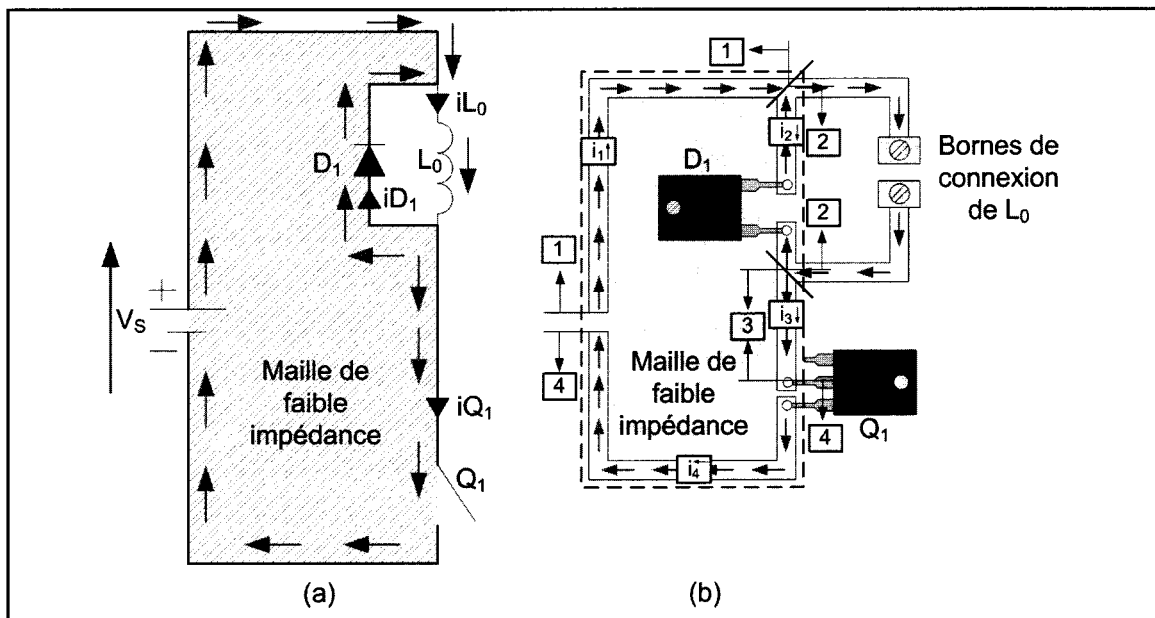 iL₀
D₁
L₀
iD₁
+
Vₛ
−
Maille de
faible
impédance
iQ₁
Q₁
(a)
1
i₁↑
i₂↓
2
D₁
Bornes de
connexion
de L₀
2
1
i₃↓
3
4
Maille de
faible
impédance
4
Q₁
i₄←
(b)